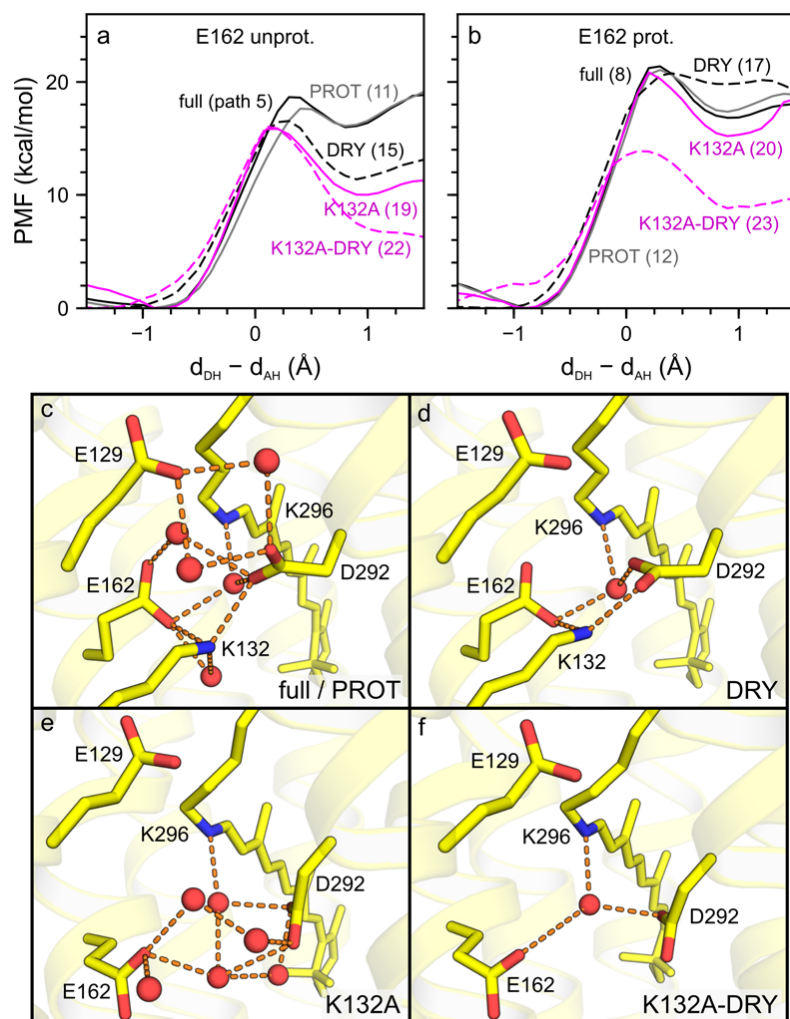 a
E162 unprot.
PROT (11)
full (path 5)
DRY (15)
K132A (19)
K132A-DRY (22)
20
10
0
PMF (kcal/mol)
−1
0
1
d_DH − d_AH (Å)
b
E162 prot.
DRY (17)
full (8)
K132A (20)
K132A-DRY (23)
PROT (12)
−1
0
1
d_DH − d_AH (Å)
c
E129
K296
E162
D292
K132
full / PROT
d
E129
K296
E162
D292
K132
DRY
e
E129
K296
D292
E162
K132A
f
E129
K296
D292
E162
K132A-DRY